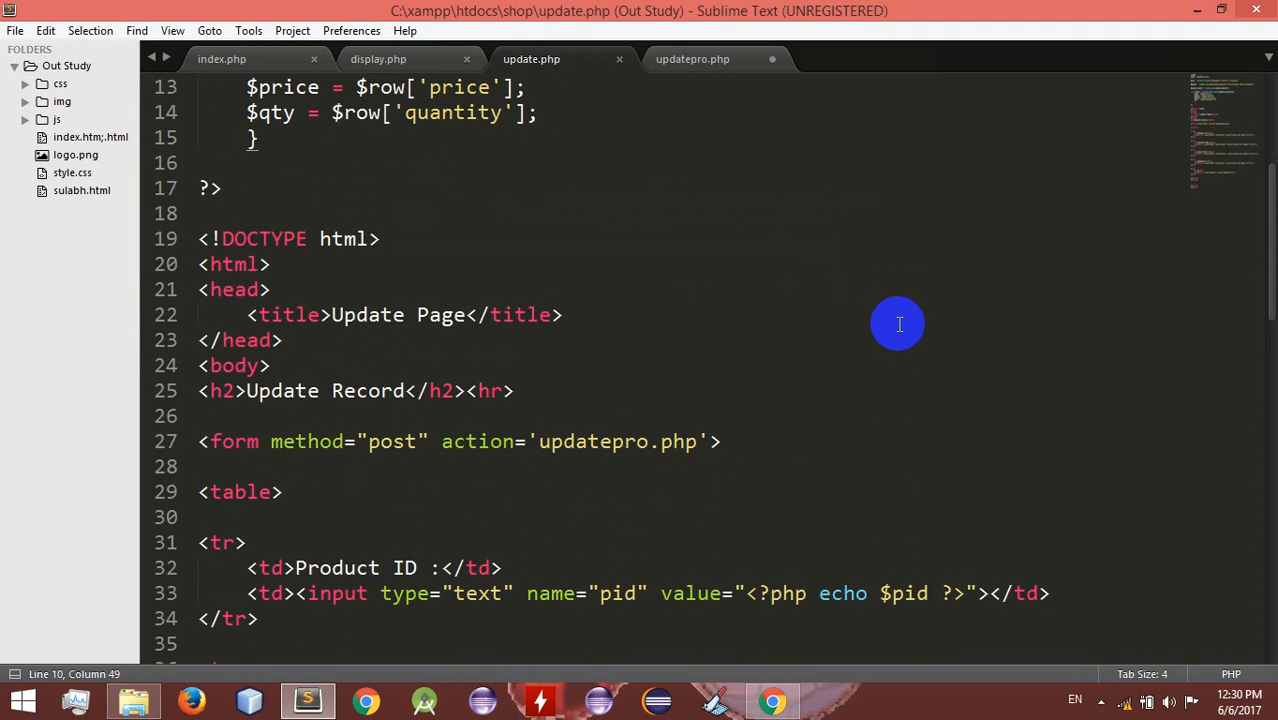 C:\xampp\htdocs\shop\update.php (Out Study) - Sublime Text (UNREGISTERED)
File Edit Selection Find View Goto Tools Project Preferences Help
FOLDERS
Out Study
css
img
js
index.htm;.html
logo.png
style.css
sulabh.html
index.php display.php update.php updatepro.php
13 $price = $row['price'];
14 $qty = $row['quantity'];
15 }
16
17 ?>
18
19 <!DOCTYPE html>
20 <html>
21 <head>
22 <title>Update Page</title>
23 </head>
24 <body>
25 <h2>Update Record</h2><hr>
26
27 <form method="post" action='updatepro.php'>
28
29 <table>
30
31 <tr>
32 <td>Product ID :</td>
33 <td><input type="text" name="pid" value="<?php echo $pid ?>"></td>
34 </tr>
35
Line 10, Column 49 Tab Size: 4 PHP
EN 12:30 PM
6/6/2017